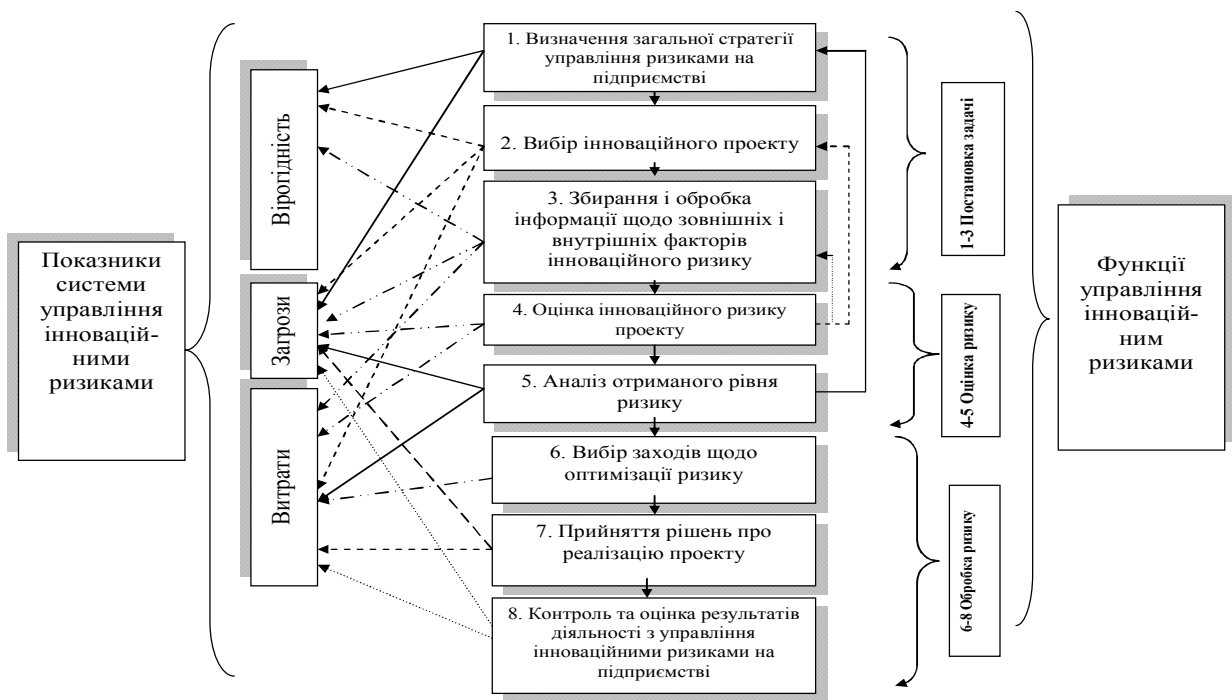 Показники
системи
управління
інновацій-
ними
ризиками
Вірогідність
Загрози
Витрати
1. Визначення загальної стратегії
управління ризиками на
підприємстві
2. Вибір інноваційного проекту
3. Збирання і обробка
інформації щодо зовнішніх і
внутрішніх факторів
інноваційного ризику
4. Оцінка інноваційного ризику
проекту
5. Аналіз отриманого рівня
ризику
6. Вибір заходів щодо
оптимізації ризику
7. Прийняття рішень про
реалізацію проекту
8. Контроль та оцінка результатів
діяльності з управління
інноваційними ризиками на
підприємстві
1-3 Постановка задачі
4-5 Оцінка ризику
6-8 Обробка ризику
Функції
управління
інновацій-
ним
ризиками